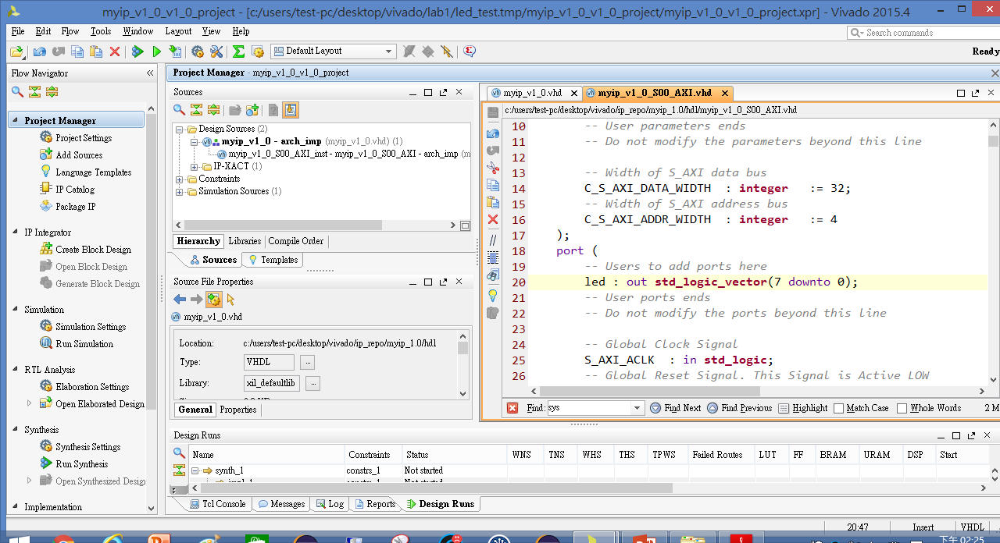 myip_v1_0_v1_0_project - [c:/users/test-pc/desktop/vivado/lab1/led_test.tmp/myip_v1_0_v1_0_project/myip_v1_0_v1_0_project.xpr] - Vivado 2015.4
File Edit Flow Tools Window Layout View Help
Search commands
Default Layout
Ready
Flow Navigator
Project Manager
Project Settings
Add Sources
Language Templates
IP Catalog
Package IP
IP Integrator
Create Block Design
Open Block Design
Generate Block Design
Simulation
Simulation Settings
Run Simulation
RTL Analysis
Elaboration Settings
Open Elaborated Design
Synthesis
Synthesis Settings
Run Synthesis
Open Synthesized Design
Implementation
Project Manager - myip_v1_0_v1_0_project
Sources
Design Sources (2)
myip_v1_0 - arch_imp (myip_v1_0.vhd) (1)
myip_v1_0_S00_AXI_inst - myip_v1_0_S00_AXI - arch_imp (m
IP-XACT (1)
Constraints
Simulation Sources (1)
Hierarchy Libraries Compile Order
Sources Templates
Source File Properties
myip_v1_0.vhd
Location: c:/users/test-pc/desktop/vivado/ip_repo/myip_1.0/hdl
Type: VHDL ...
Library: xil_defaultlib ...
General Properties
myip_v1_0.vhd myip_v1_0_S00_AXI.vhd
c:/users/test-pc/desktop/vivado/ip_repo/myip_1.0/hdl/myip_v1_0_S00_AXI.vhd
10 -- User parameters ends
11 -- Do not modify the parameters beyond this line
12
13 -- Width of S_AXI data bus
14 C_S_AXI_DATA_WIDTH : integer := 32;
15 -- Width of S_AXI address bus
16 C_S_AXI_ADDR_WIDTH : integer := 4
17 );
18 port (
19 -- Users to add ports here
20 led : out std_logic_vector(7 downto 0);
21 -- User ports ends
22 -- Do not modify the ports beyond this line
23
24 -- Global Clock Signal
25 S_AXI_ACLK : in std_logic;
26 -- Global Reset Signal. This Signal is Active LOW
Find: sys Find Next Find Previous Highlight Match Case Whole Words 2 M
Design Runs
Name Constraints Status WNS TNS WHS THS TPWS Failed Routes LUT FF BRAM URAM DSP Start
synth_1 constrs_1 Not started
Tcl Console Messages Log Reports Design Runs
20:47 Insert VHDL
下午 02:25